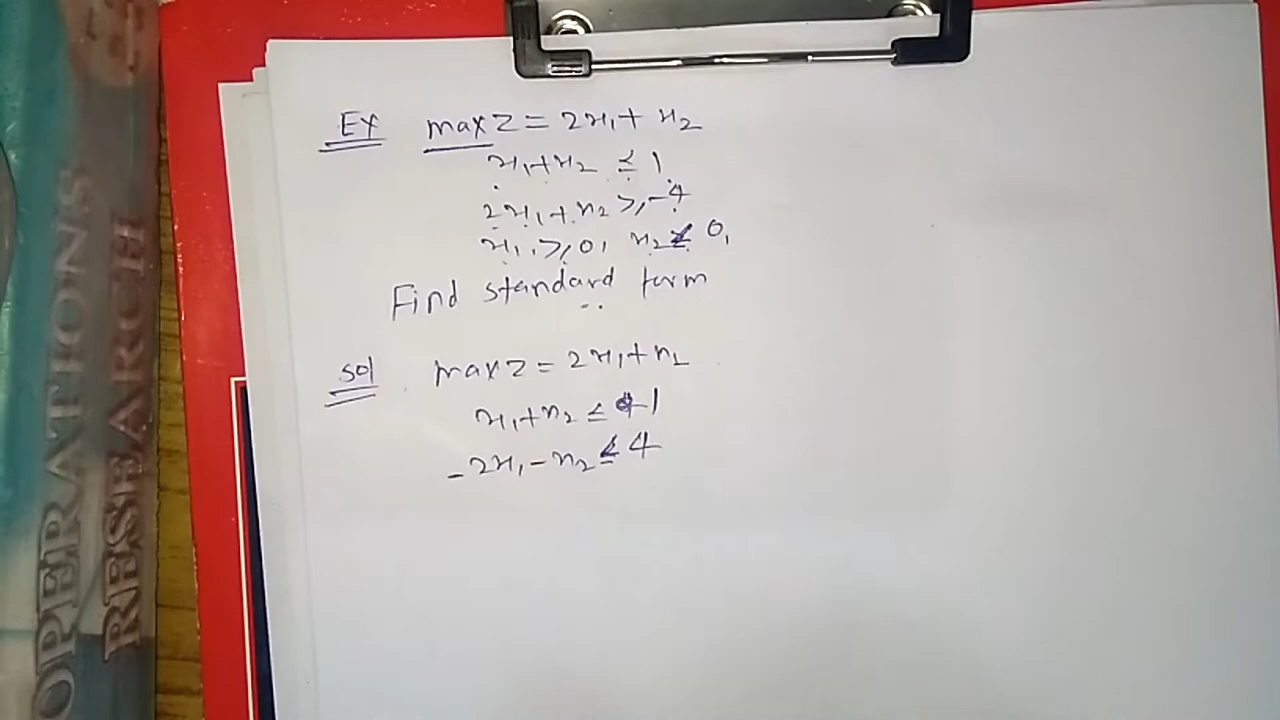 OPERATIONS
RESEARCH
Ex max Z = 2x₁ + x₂
x₁ + x₂ ≤ 1
2x₁ + x₂ ≥, -4
x₁, ≥, 0, x₂ ≤ 0,
Find standard form
Sol max Z = 2x₁ + x₂
x₁ + x₂ ≤ 1
-2x₁ - x₂ ≤ 4